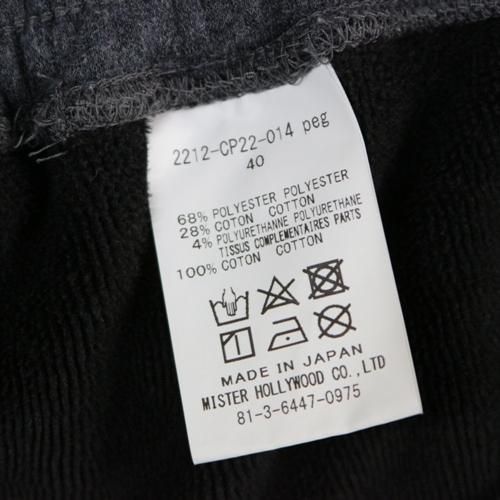 2212-CP22-014 peg
40
68% POLYESTER POLYESTER
28% COTON COTTON
4% POLYURETHANNE POLYURETHANE
TISSUS COMPLEMENTAIRES PARTS
100% COTON COTTON
MADE IN JAPAN
MISTER HOLLYWOOD CO.,LTD
81-3-6447-0975